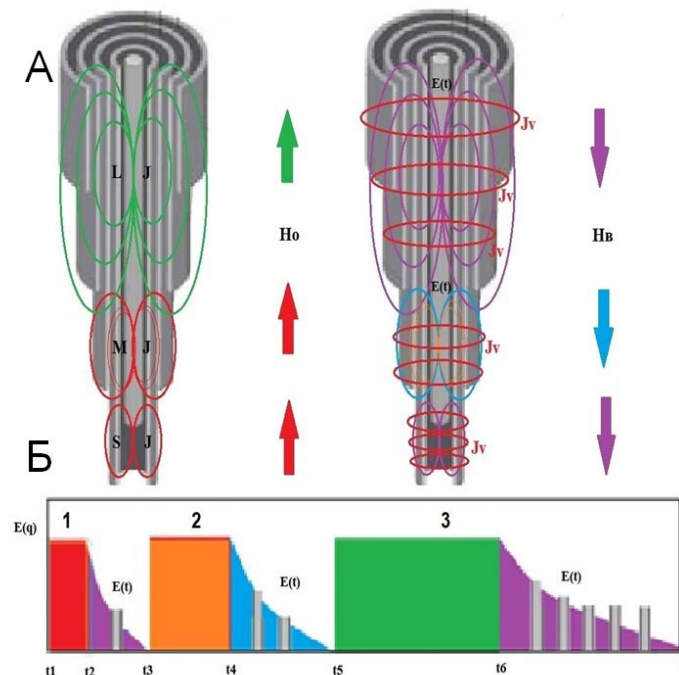 А
E(t)
Jv
L J
Jv
Hо
Hв
Jv
E(t)
M J
Jv
S J
Jv
Б
E(q)
1 2 3
E(t) E(t) E(t)
t1 t2 t3 t4 t5 t6